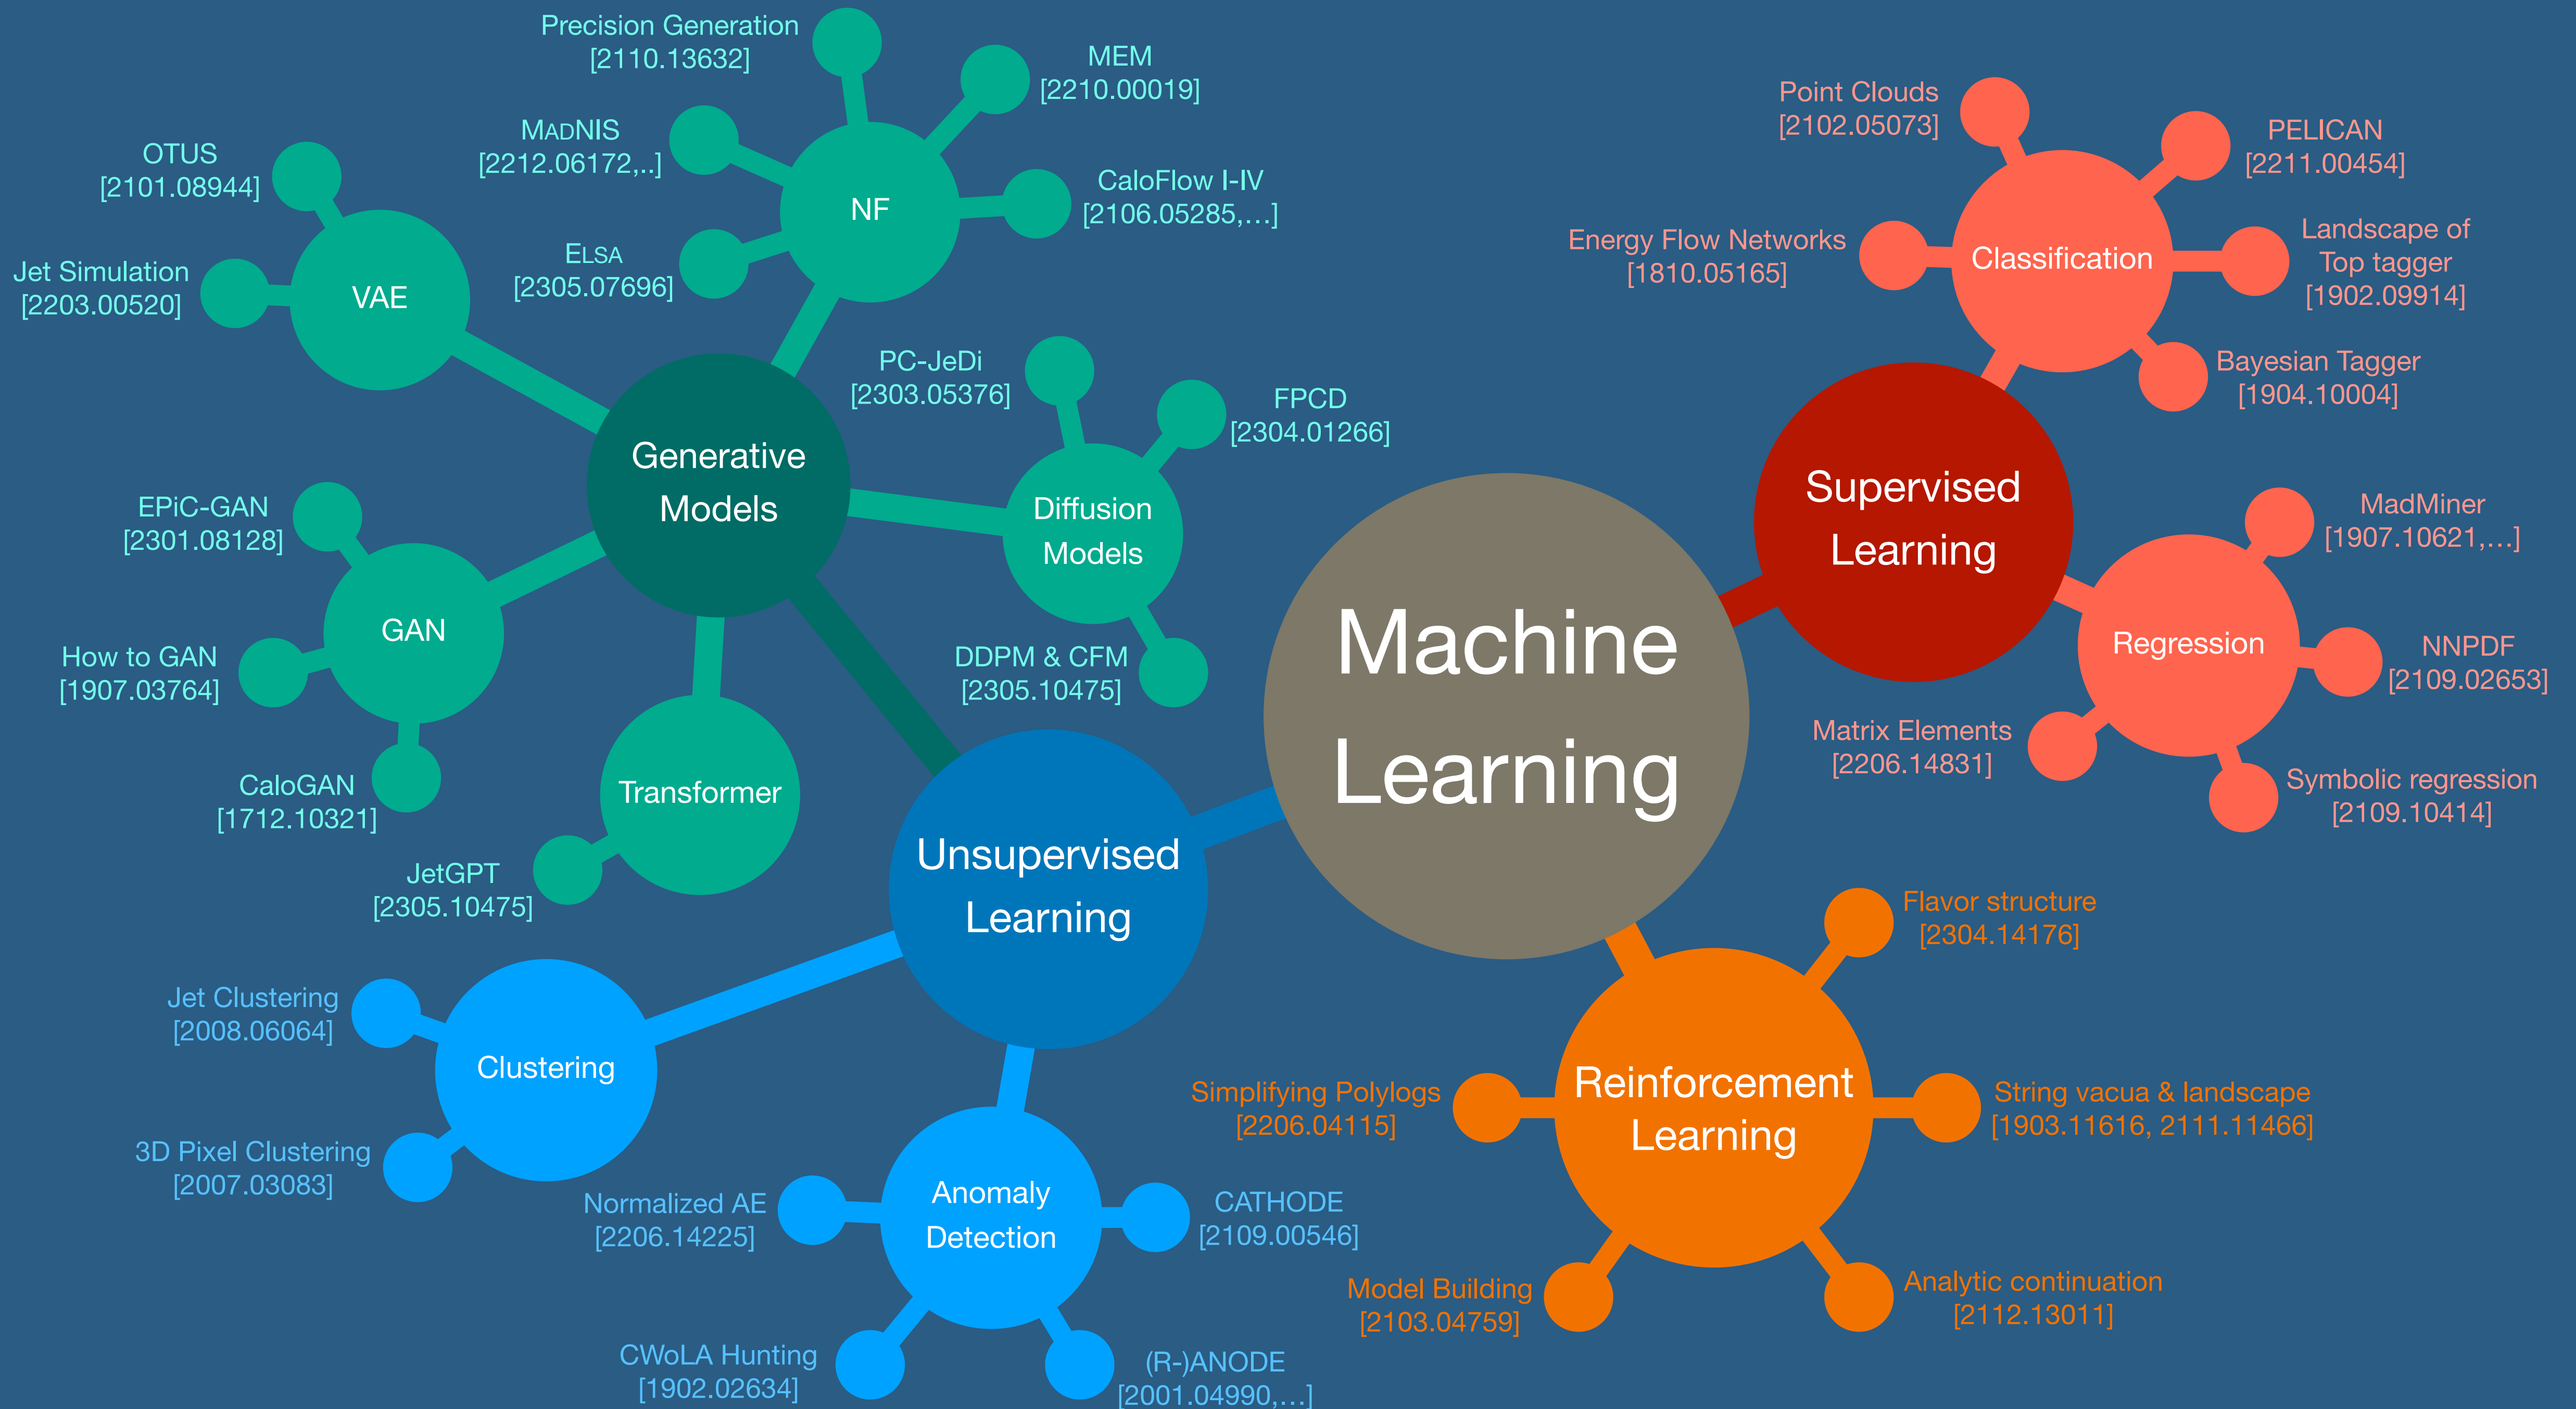 Machine
Learning
Generative
Models
VAE
OTUS
[2101.08944]
Jet Simulation
[2203.00520]
NF
Precision Generation
[2110.13632]
MEM
[2210.00019]
MADNIS
[2212.06172,..]
CaloFlow I-IV
[2106.05285,…]
ELSA
[2305.07696]
Diffusion
Models
PC-JeDi
[2303.05376]
FPCD
[2304.01266]
DDPM & CFM
[2305.10475]
GAN
EPiC-GAN
[2301.08128]
How to GAN
[1907.03764]
CaloGAN
[1712.10321]
Transformer
JetGPT
[2305.10475]
Unsupervised
Learning
Clustering
Jet Clustering
[2008.06064]
3D Pixel Clustering
[2007.03083]
Anomaly
Detection
Normalized AE
[2206.14225]
CATHODE
[2109.00546]
CWoLA Hunting
[1902.02634]
(R-)ANODE
[2001.04990,…]
Supervised
Learning
Classification
Point Clouds
[2102.05073]
PELICAN
[2211.00454]
Energy Flow Networks
[1810.05165]
Landscape of
Top tagger
[1902.09914]
Bayesian Tagger
[1904.10004]
Regression
MadMiner
[1907.10621,…]
NNPDF
[2109.02653]
Matrix Elements
[2206.14831]
Symbolic regression
[2109.10414]
Reinforcement
Learning
Flavor structure
[2304.14176]
Simplifying Polylogs
[2206.04115]
String vacua & landscape
[1903.11616, 2111.11466]
Model Building
[2103.04759]
Analytic continuation
[2112.13011]